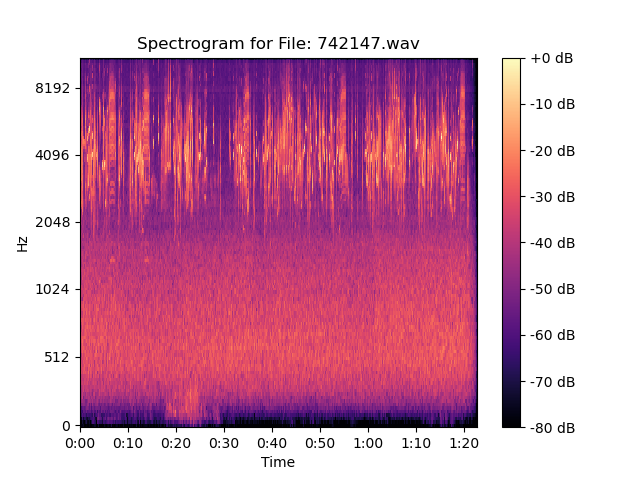 Spectrogram for File: 742147.wav
8192
4096
2048
1024
512
0
Hz
0:00 0:10 0:20 0:30 0:40 0:50 1:00 1:10 1:20
Time
+0 dB
-10 dB
-20 dB
-30 dB
-40 dB
-50 dB
-60 dB
-70 dB
-80 dB